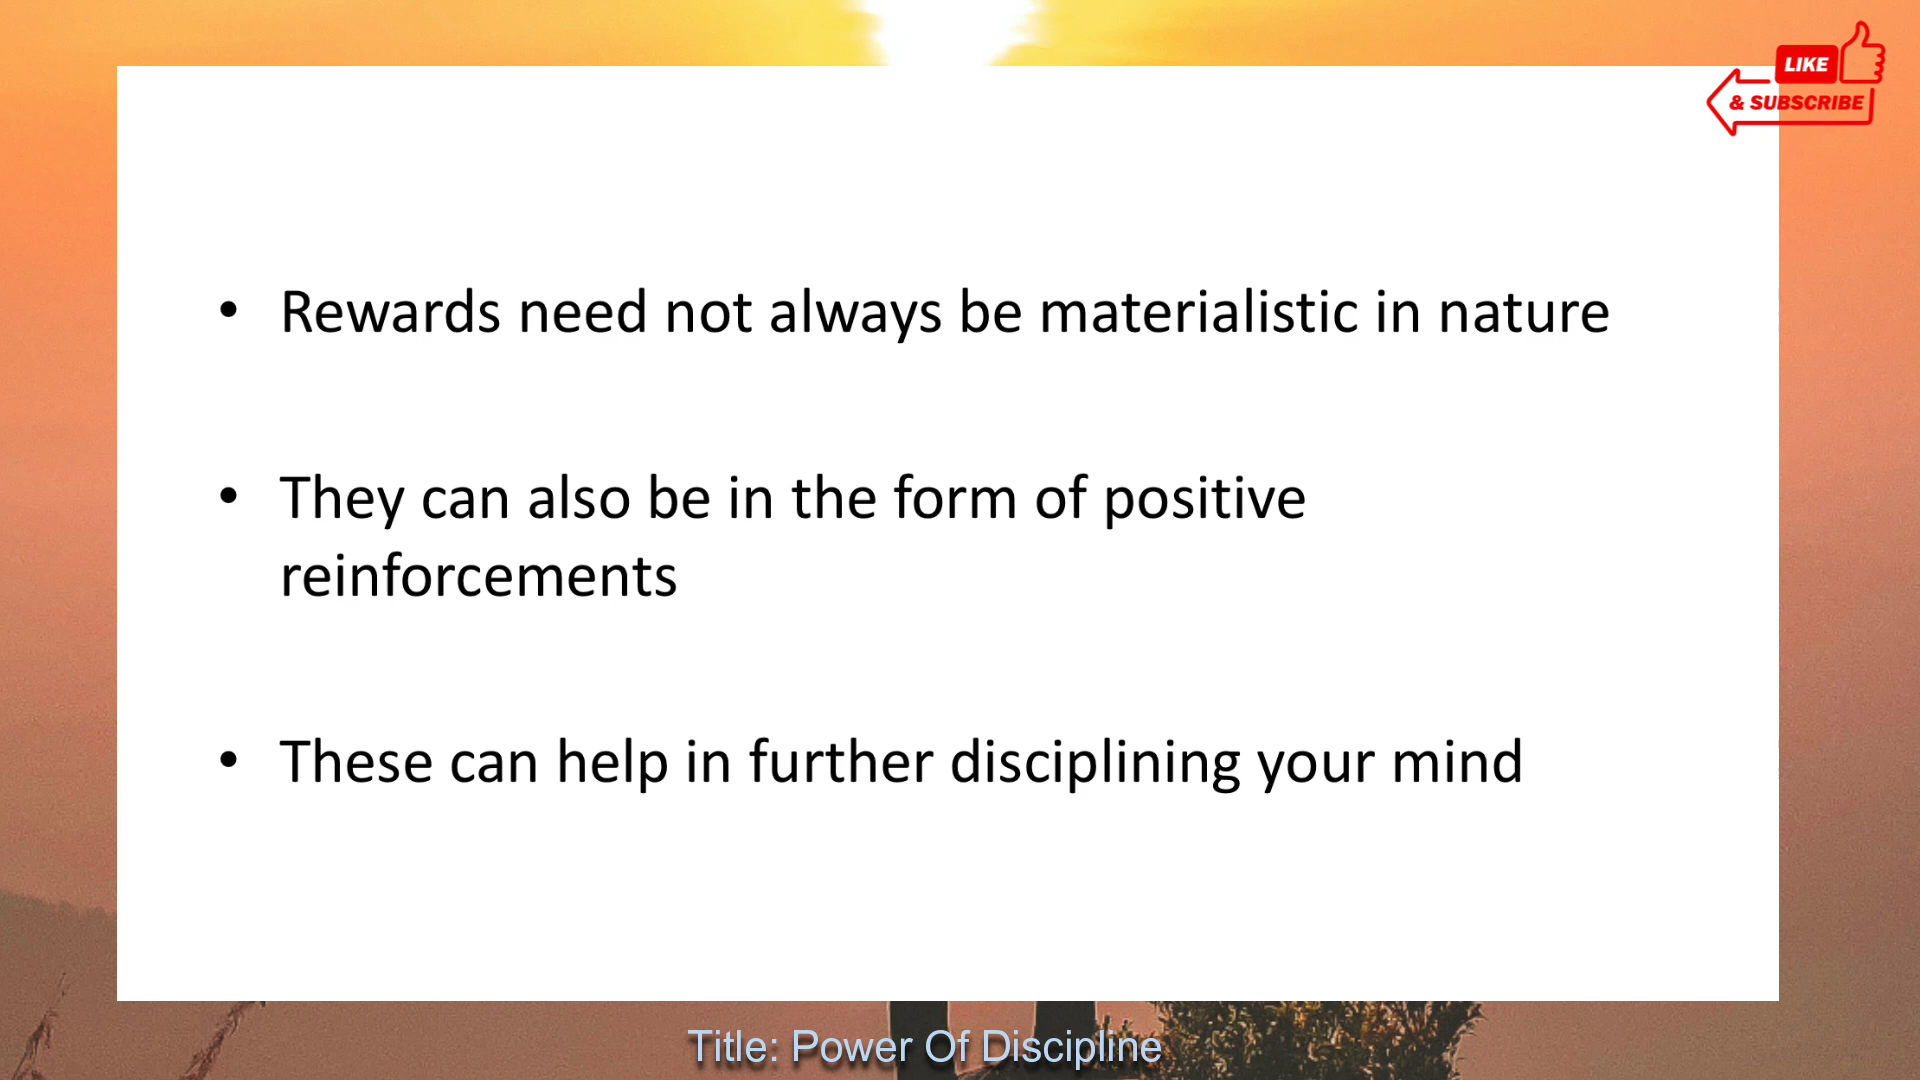 LIKE
& SUBSCRIBE
• Rewards need not always be materialistic in nature
• They can also be in the form of positive
reinforcements
• These can help in further disciplining your mind
Title: Power Of Discipline